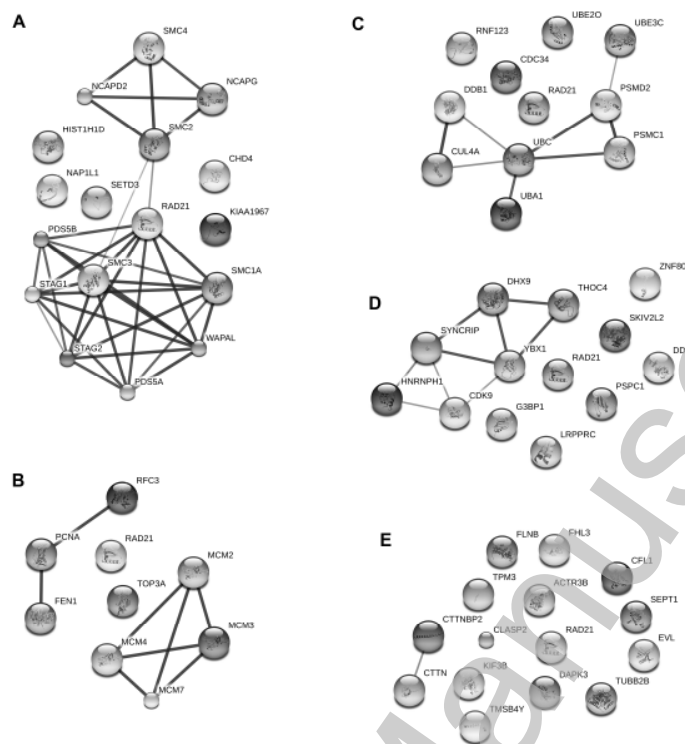 A
SMC4
NCAPD2
NCAPG
SMC2
HIST1H1D
CHD4
NAP1L1
SETD3
RAD21
KIAA1967
PDS5B
SMC3
SMC1A
STAG1
WAPAL
STAG2
PDS5A
B
RFC3
PCNA
RAD21
MCM2
FEN1
TOP3A
MCM3
MCM4
MCM7
C
UBE2O
UBE3C
RNF123
CDC34
DDB1
RAD21
PSMD2
UBC
PSMC1
CUL4A
UBA1
D
ZNF80
DHX9
THOC4
SKIV2L2
SYNCRIP
YBX1
DD
RAD21
HNRNPH1
PSPC1
CDK9
G3BP1
LRPPRC
E
FLNB
FHL3
CFL1
TPM3
ACTR3B
SEPT1
CTTNBP2
CLASP2
RAD21
EVL
CTTN
KIF3B
DAPK3
TUBB2B
TMSB4Y
Manus